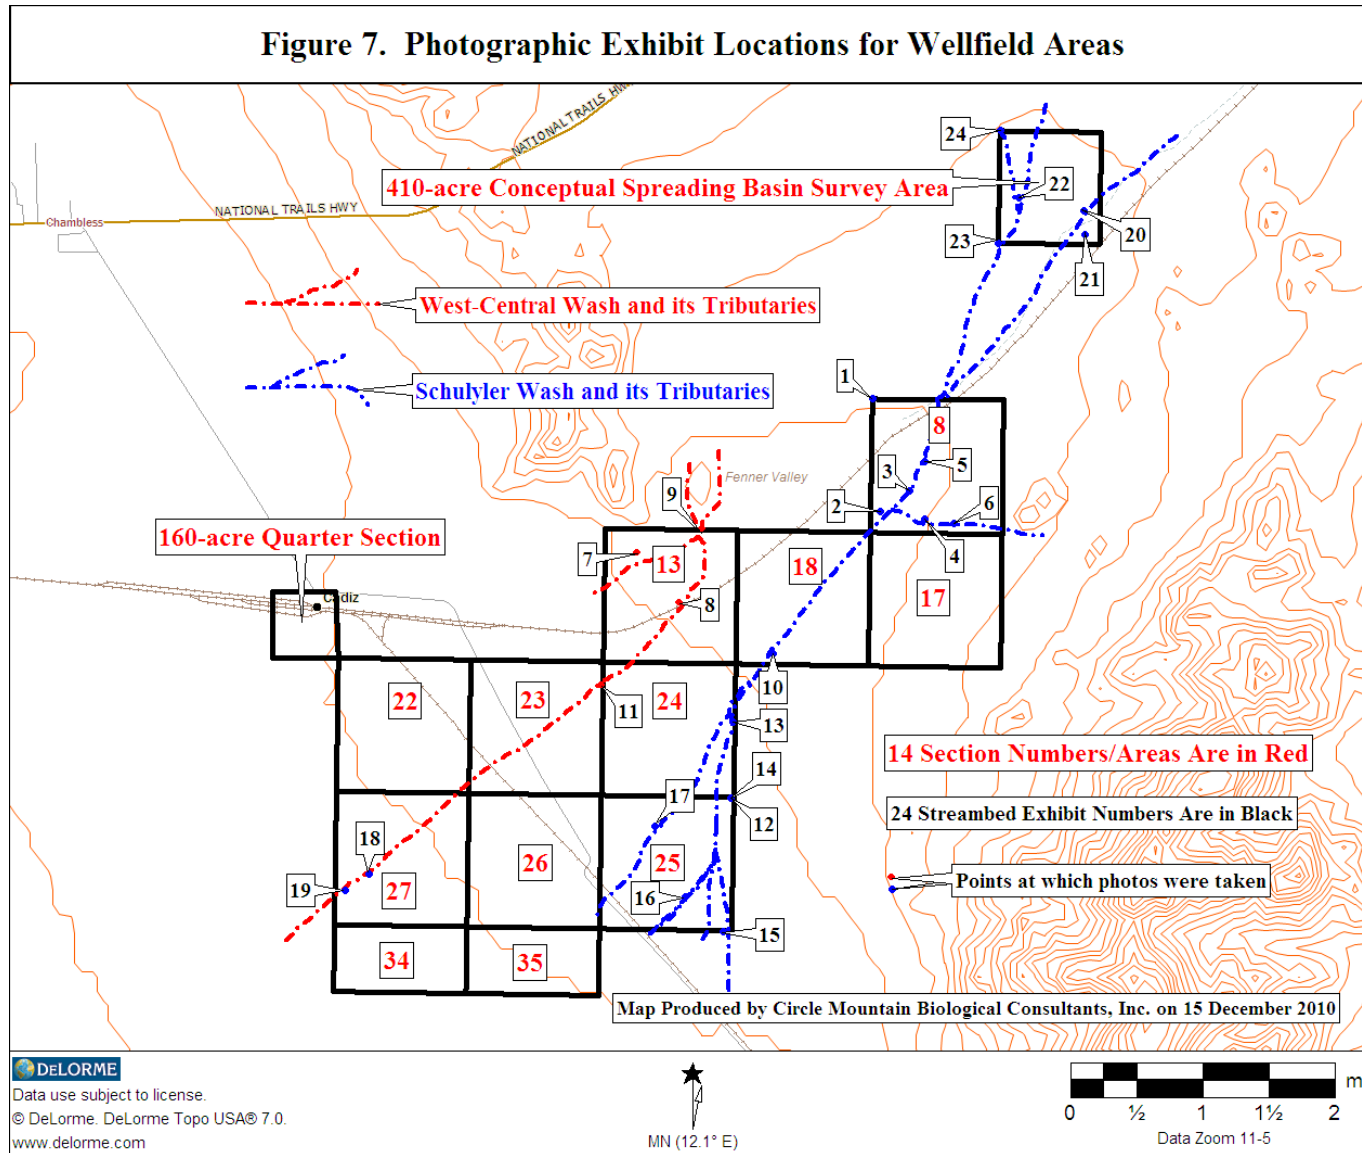 Figure 7. Photographic Exhibit Locations for Wellfield Areas
NATIONAL TRAILS HWY
NATIONAL TRAILS HWY
Chambless
24
410-acre Conceptual Spreading Basin Survey Area
22
23
20
21
West-Central Wash and its Tributaries
Schulyler Wash and its Tributaries
1
8
5
3
Fenner Valley
9
2
6
4
160-acre Quarter Section
7
13
18
17
Cadiz
8
22
23
11
24
10
13
14 Section Numbers/Areas Are in Red
14
12
17
24 Streambed Exhibit Numbers Are in Black
18
26
25
19
27
16
Points at which photos were taken
15
34
35
Map Produced by Circle Mountain Biological Consultants, Inc. on 15 December 2010
DELORME
Data use subject to license.
© DeLorme. DeLorme Topo USA® 7.0.
www.delorme.com
MN (12.1° E)
m
0 ½ 1 1½ 2
Data Zoom 11-5